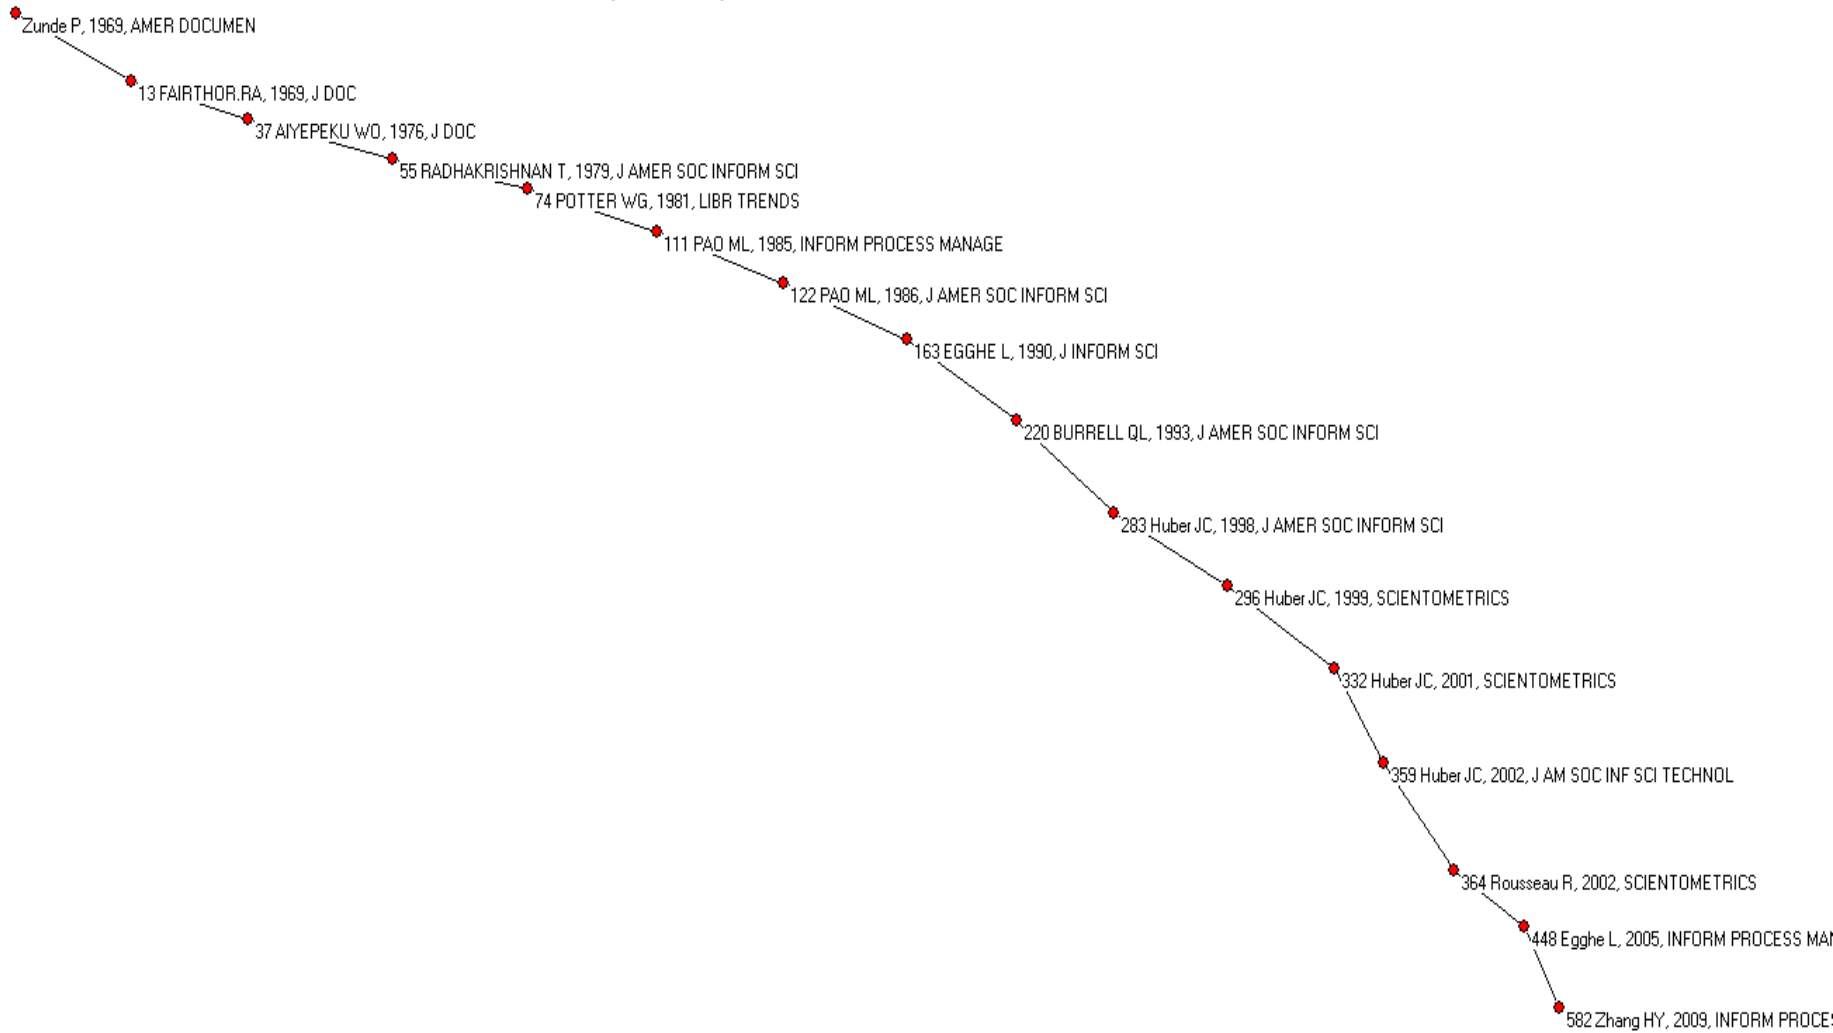 Zunde P, 1969, AMER DOCUMEN
13 FAIRTHOR.RA, 1969, J DOC
37 AIYEPEKU WO, 1976, J DOC
55 RADHAKRISHNAN T, 1979, J AMER SOC INFORM SCI
74 POTTER WG, 1981, LIBR TRENDS
111 PAO ML, 1985, INFORM PROCESS MANAGE
122 PAO ML, 1986, J AMER SOC INFORM SCI
163 EGGHE L, 1990, J INFORM SCI
220 BURRELL QL, 1993, J AMER SOC INFORM SCI
283 Huber JC, 1998, J AMER SOC INFORM SCI
296 Huber JC, 1999, SCIENTOMETRICS
332 Huber JC, 2001, SCIENTOMETRICS
359 Huber JC, 2002, J AM SOC INF SCI TECHNOL
364 Rousseau R, 2002, SCIENTOMETRICS
448 Egghe L, 2005, INFORM PROCESS
582 Zhang HY, 2009, INFORM